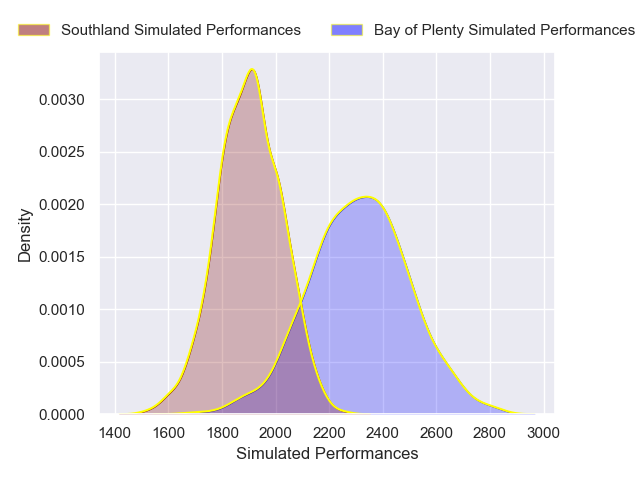 Southland Simulated Performances Bay of Plenty Simulated Performances
0.0030
0.0025
0.0020
0.0015
0.0010
0.0005
0.0000
Density
1400 1600 1800 2000 2200 2400 2600 2800 3000
Simulated Performances